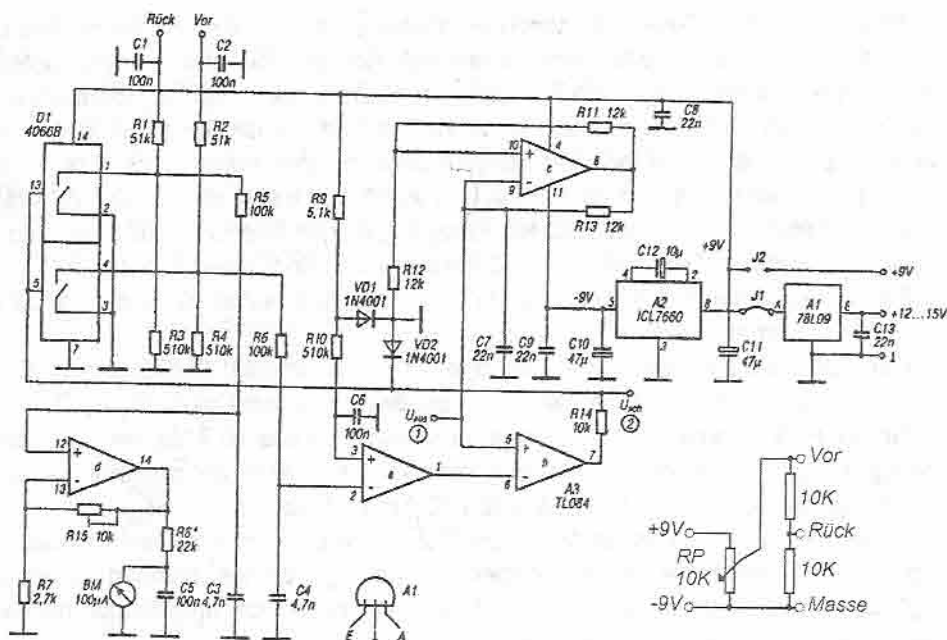 Rück Vor
C1
100n
C2
100n
D1
4066B
14
R1
51k
R2
51k
13
1
2
R5
100k
R9
5,1k
5
4
3
7
R3
510k
R4
510k
R6
100k
R10
510k
R12
12k
VD1
1N4001
VD2
1N4001
R11 12k
C8
22n
10
+
-
9
4
c
11
8
R13 12k
C12 10µ
4
2
+9V
J2
+9V
-9V
5
A2
ICL7660
8
3
J1
A
A1
78L09
E
+12...15V
C13
22n
1
C7
22n
C9
22n
C10
47µ
C11
47µ
C6
100n
1
R14
10k
2
12
+
-
13
d
14
R15 10k
R8*
22k
R7
2,7k
BM
100µA
C5
100n
C3
4,7n
C4
4,7n
3
+
-
2
a
1
5
+
-
6
b
7
A3
TL084
A1
E
A
Vor
10K
+9V
Rück
RP
10K
10K
-9V
Masse